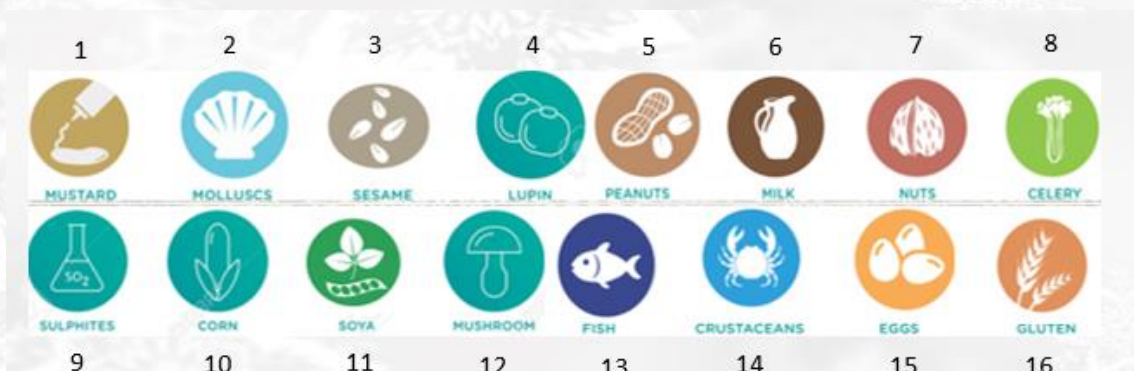 1 2 3 4 5 6 7 8
MUSTARD MOLLUSCS SESAME LUPIN PEANUTS MILK NUTS CELERY
SO2
SULPHITES CORN SOYA MUSHROOM FISH CRUSTACEANS EGGS GLUTEN
9 10 11 12 13 14 15 16